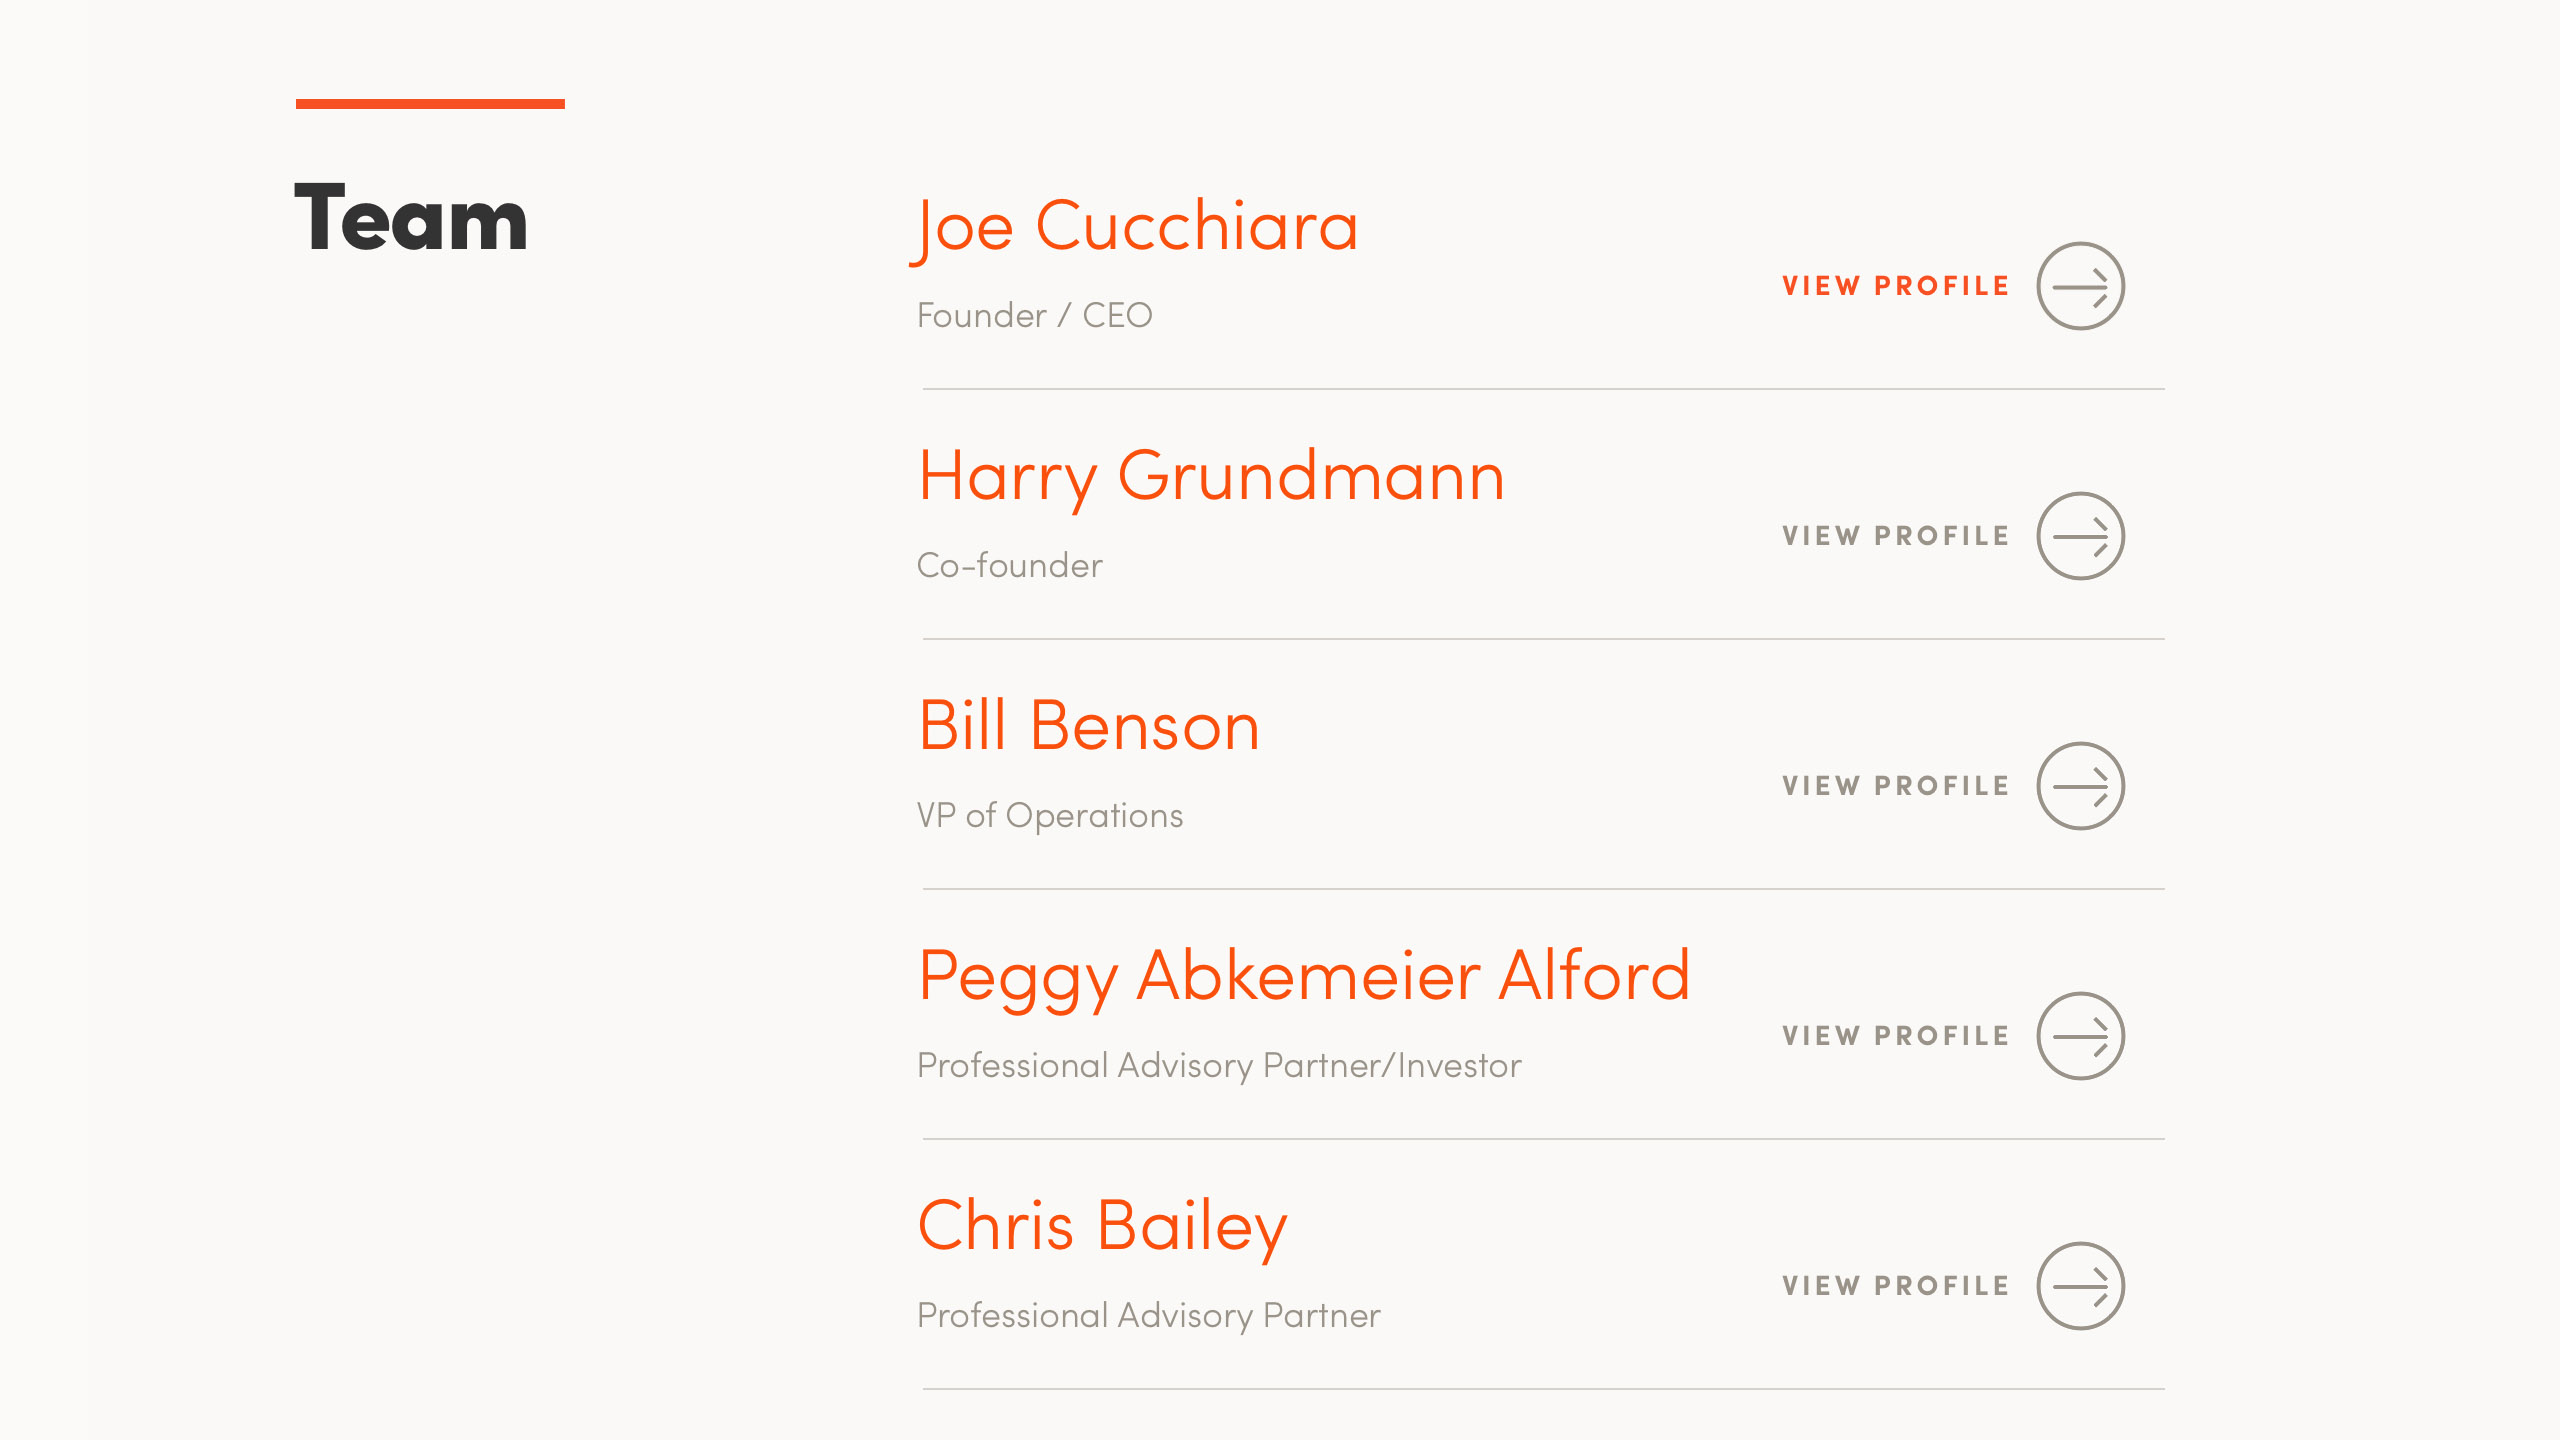 Team
Joe Cucchiara
Founder / CEO
VIEW PROFILE
Harry Grundmann
Co-founder
VIEW PROFILE
Bill Benson
VP of Operations
VIEW PROFILE
Peggy Abkemeier Alford
Professional Advisory Partner/Investor
VIEW PROFILE
Chris Bailey
Professional Advisory Partner
VIEW PROFILE